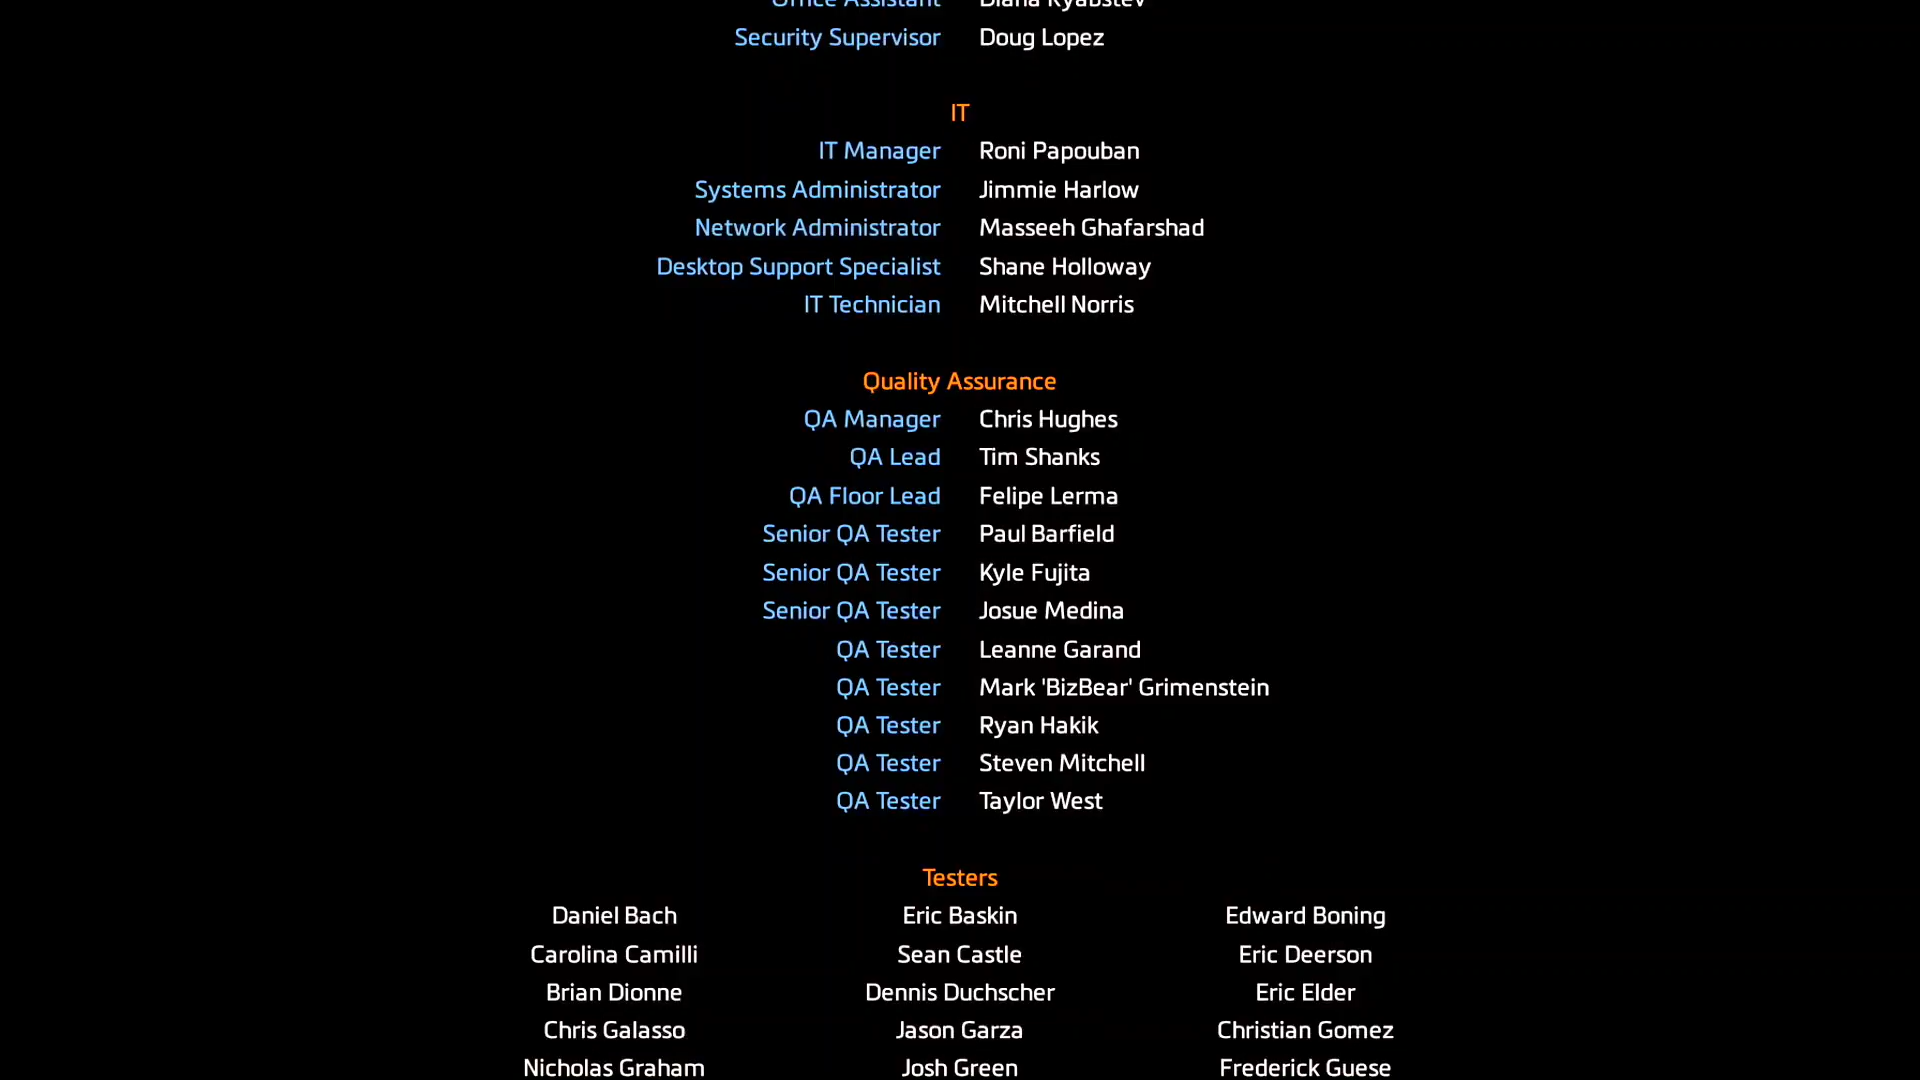 Office Assistant Diana Ryabstev
Security Supervisor Doug Lopez
IT
IT Manager Roni Papouban
Systems Administrator Jimmie Harlow
Network Administrator Masseeh Ghafarshad
Desktop Support Specialist Shane Holloway
IT Technician Mitchell Norris
Quality Assurance
QA Manager Chris Hughes
QA Lead Tim Shanks
QA Floor Lead Felipe Lerma
Senior QA Tester Paul Barfield
Senior QA Tester Kyle Fujita
Senior QA Tester Josue Medina
QA Tester Leanne Garand
QA Tester Mark 'BizBear' Grimenstein
QA Tester Ryan Hakik
QA Tester Steven Mitchell
QA Tester Taylor West
Testers
Daniel Bach Eric Baskin Edward Boning
Carolina Camilli Sean Castle Eric Deerson
Brian Dionne Dennis Duchscher Eric Elder
Chris Galasso Jason Garza Christian Gomez
Nicholas Graham Josh Green Frederick Guese